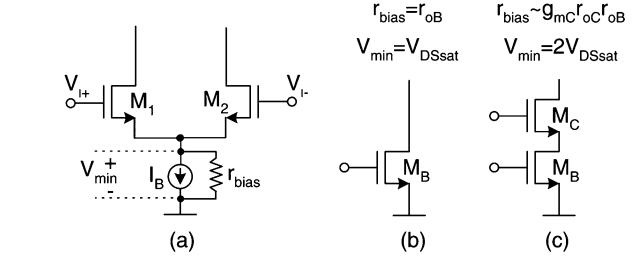 r_bias=r_oB
r_bias~g_mC r_oC r_oB
V_min=V_DSsat
V_min=2V_DSsat
V_I+
M_1
M_2
V_I-
V_min
+
-
I_B
r_bias
M_B
M_C
M_B
(a)
(b)
(c)